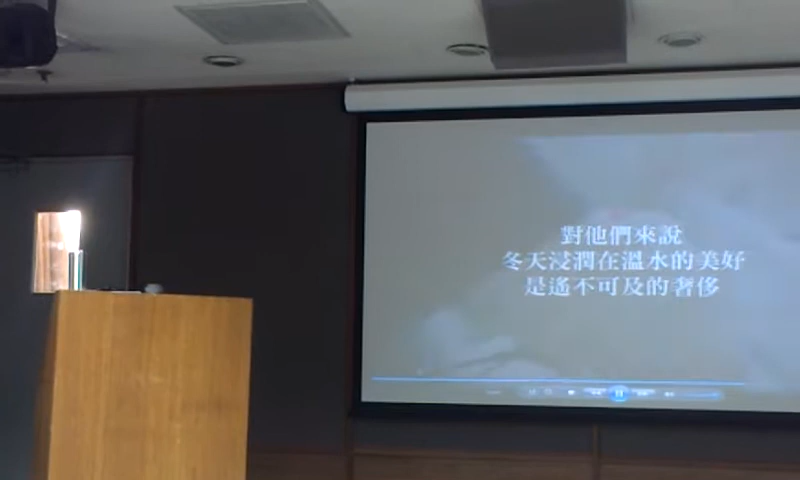 對他們來說
冬天浸潤在溫水的美好
是遙不可及的奢侈